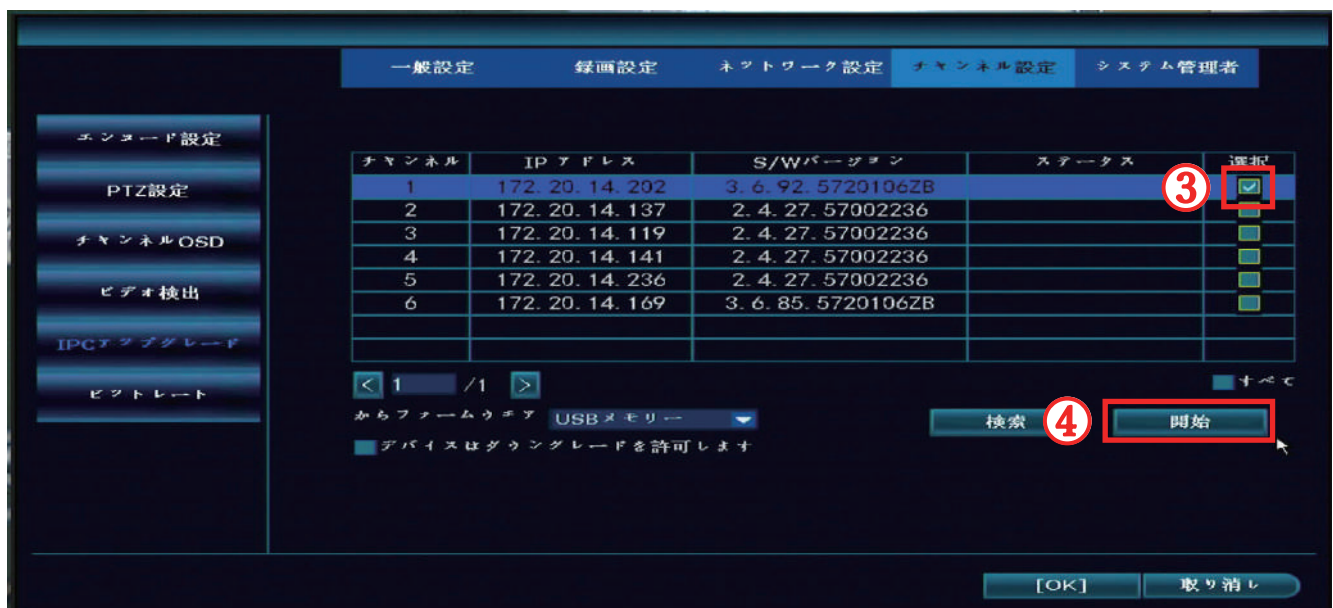 一般設定 録画設定 ネットワーク設定 チャンネル設定 システム管理者
エンコード設定
PTZ設定
チャンネルOSD
ビデオ検出
IPCアップグレード
ビットレート
チャンネル IPアドレス S/Wバージョン ステータス 選択
1 172.20.14.202 3.6.92.5720106ZB ③
2 172.20.14.137 2.4.27.57002236
3 172.20.14.119 2.4.27.57002236
4 172.20.14.141 2.4.27.57002236
5 172.20.14.236 2.4.27.57002236
6 172.20.14.169 3.6.85.5720106ZB
< 1 /1 > すべて
からファームウエア USBメモリー 検索 ④ 開始
デバイスはダウングレードを許可します
[OK] 取り消し